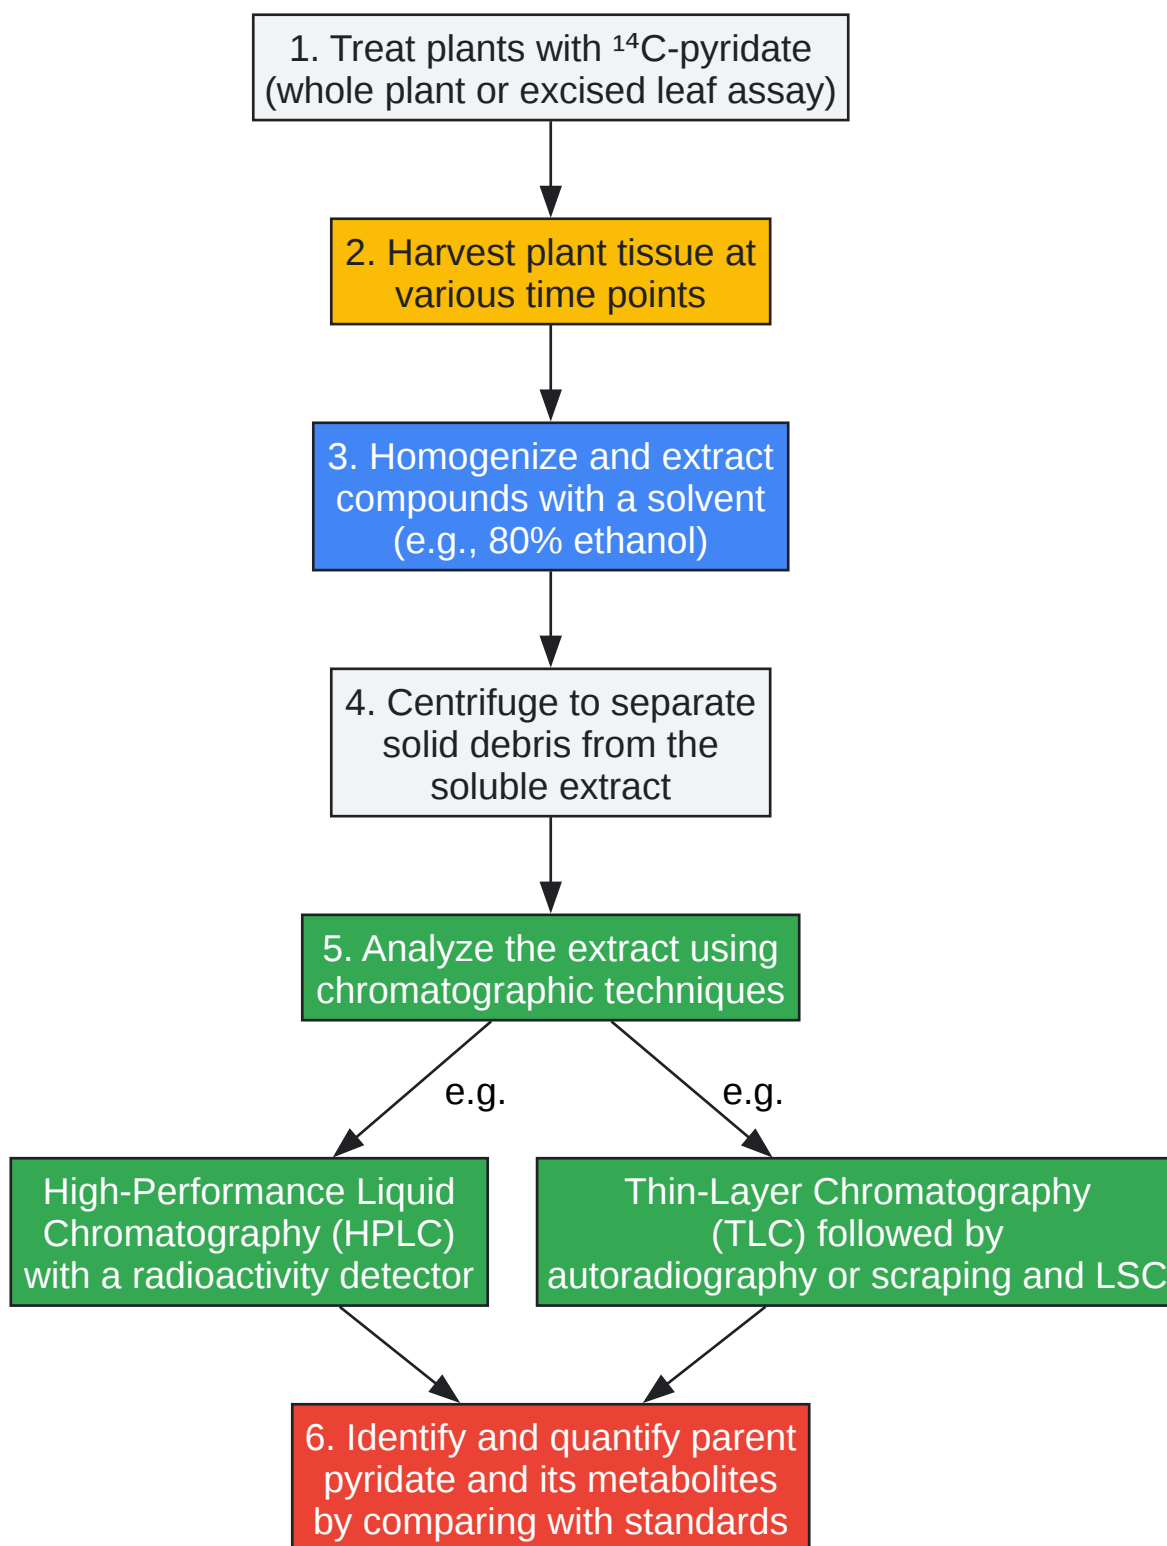 1. Treat plants with ¹⁴C-pyridate
(whole plant or excised leaf assay)
2. Harvest plant tissue at
various time points
3. Homogenize and extract
compounds with a solvent
(e.g., 80% ethanol)
4. Centrifuge to separate
solid debris from the
soluble extract
5. Analyze the extract using
chromatographic techniques
e.g.
e.g.
High-Performance Liquid
Chromatography (HPLC)
with a radioactivity detector
Thin-Layer Chromatography
(TLC) followed by
autoradiography or scraping and LSC
6. Identify and quantify parent
pyridate and its metabolites
by comparing with standards